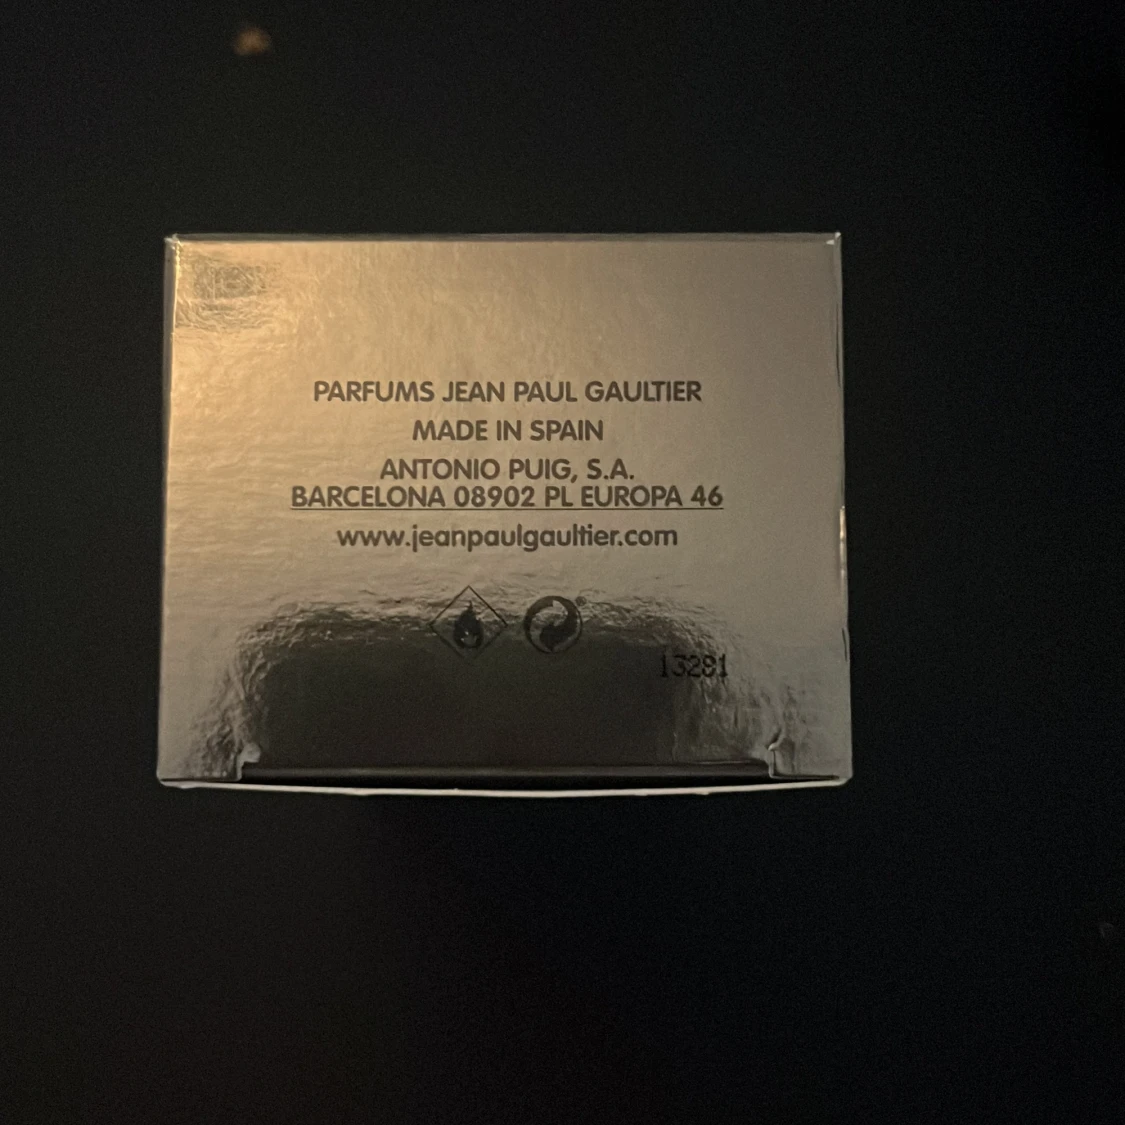 PARFUMS JEAN PAUL GAULTIER
MADE IN SPAIN
ANTONIO PUIG, S.A.
BARCELONA 08902 PL EUROPA 46
www.jeanpaulgaultier.com
®
13281